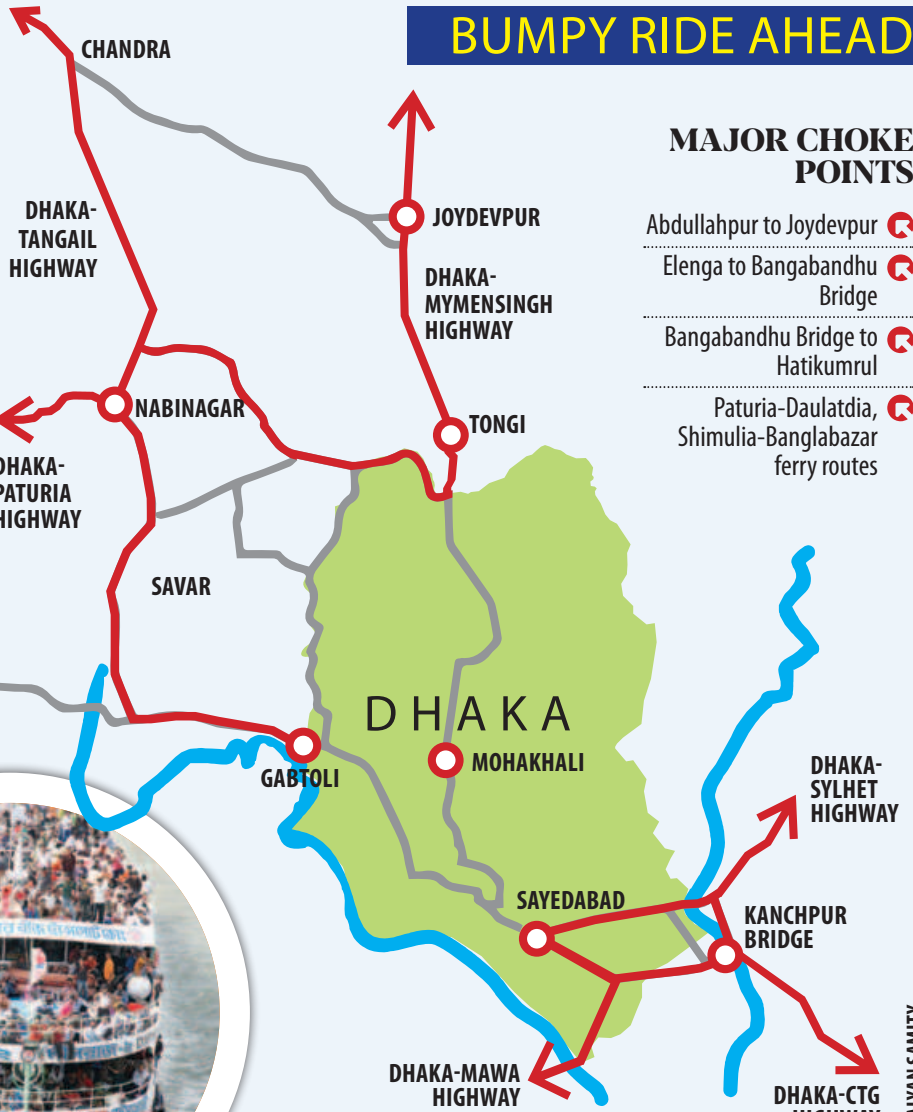 BUMPY RIDE AHEAD
CHANDRA
MAJOR CHOKE
POINTS
Abdullahpur to Joydevpur
Elenga to Bangabandhu
Bridge
Bangabandhu Bridge to
Hatikumrul
Paturia-Daulatdia,
Shimulia-Banglabazar
ferry routes
DHAKA-
TANGAIL
HIGHWAY
JOYDEVPUR
DHAKA-
MYMENSINGH
HIGHWAY
NABINAGAR
TONGI
DHAKA-
PATURIA
HIGHWAY
SAVAR
DHAKA
GABTOLI
MOHAKHALI
DHAKA-
SYLHET
HIGHWAY
SAYEDABAD
KANCHPUR
BRIDGE
DHAKA-MAWA
HIGHWAY
DHAKA-CTG
HIGHWAY
SAMITY